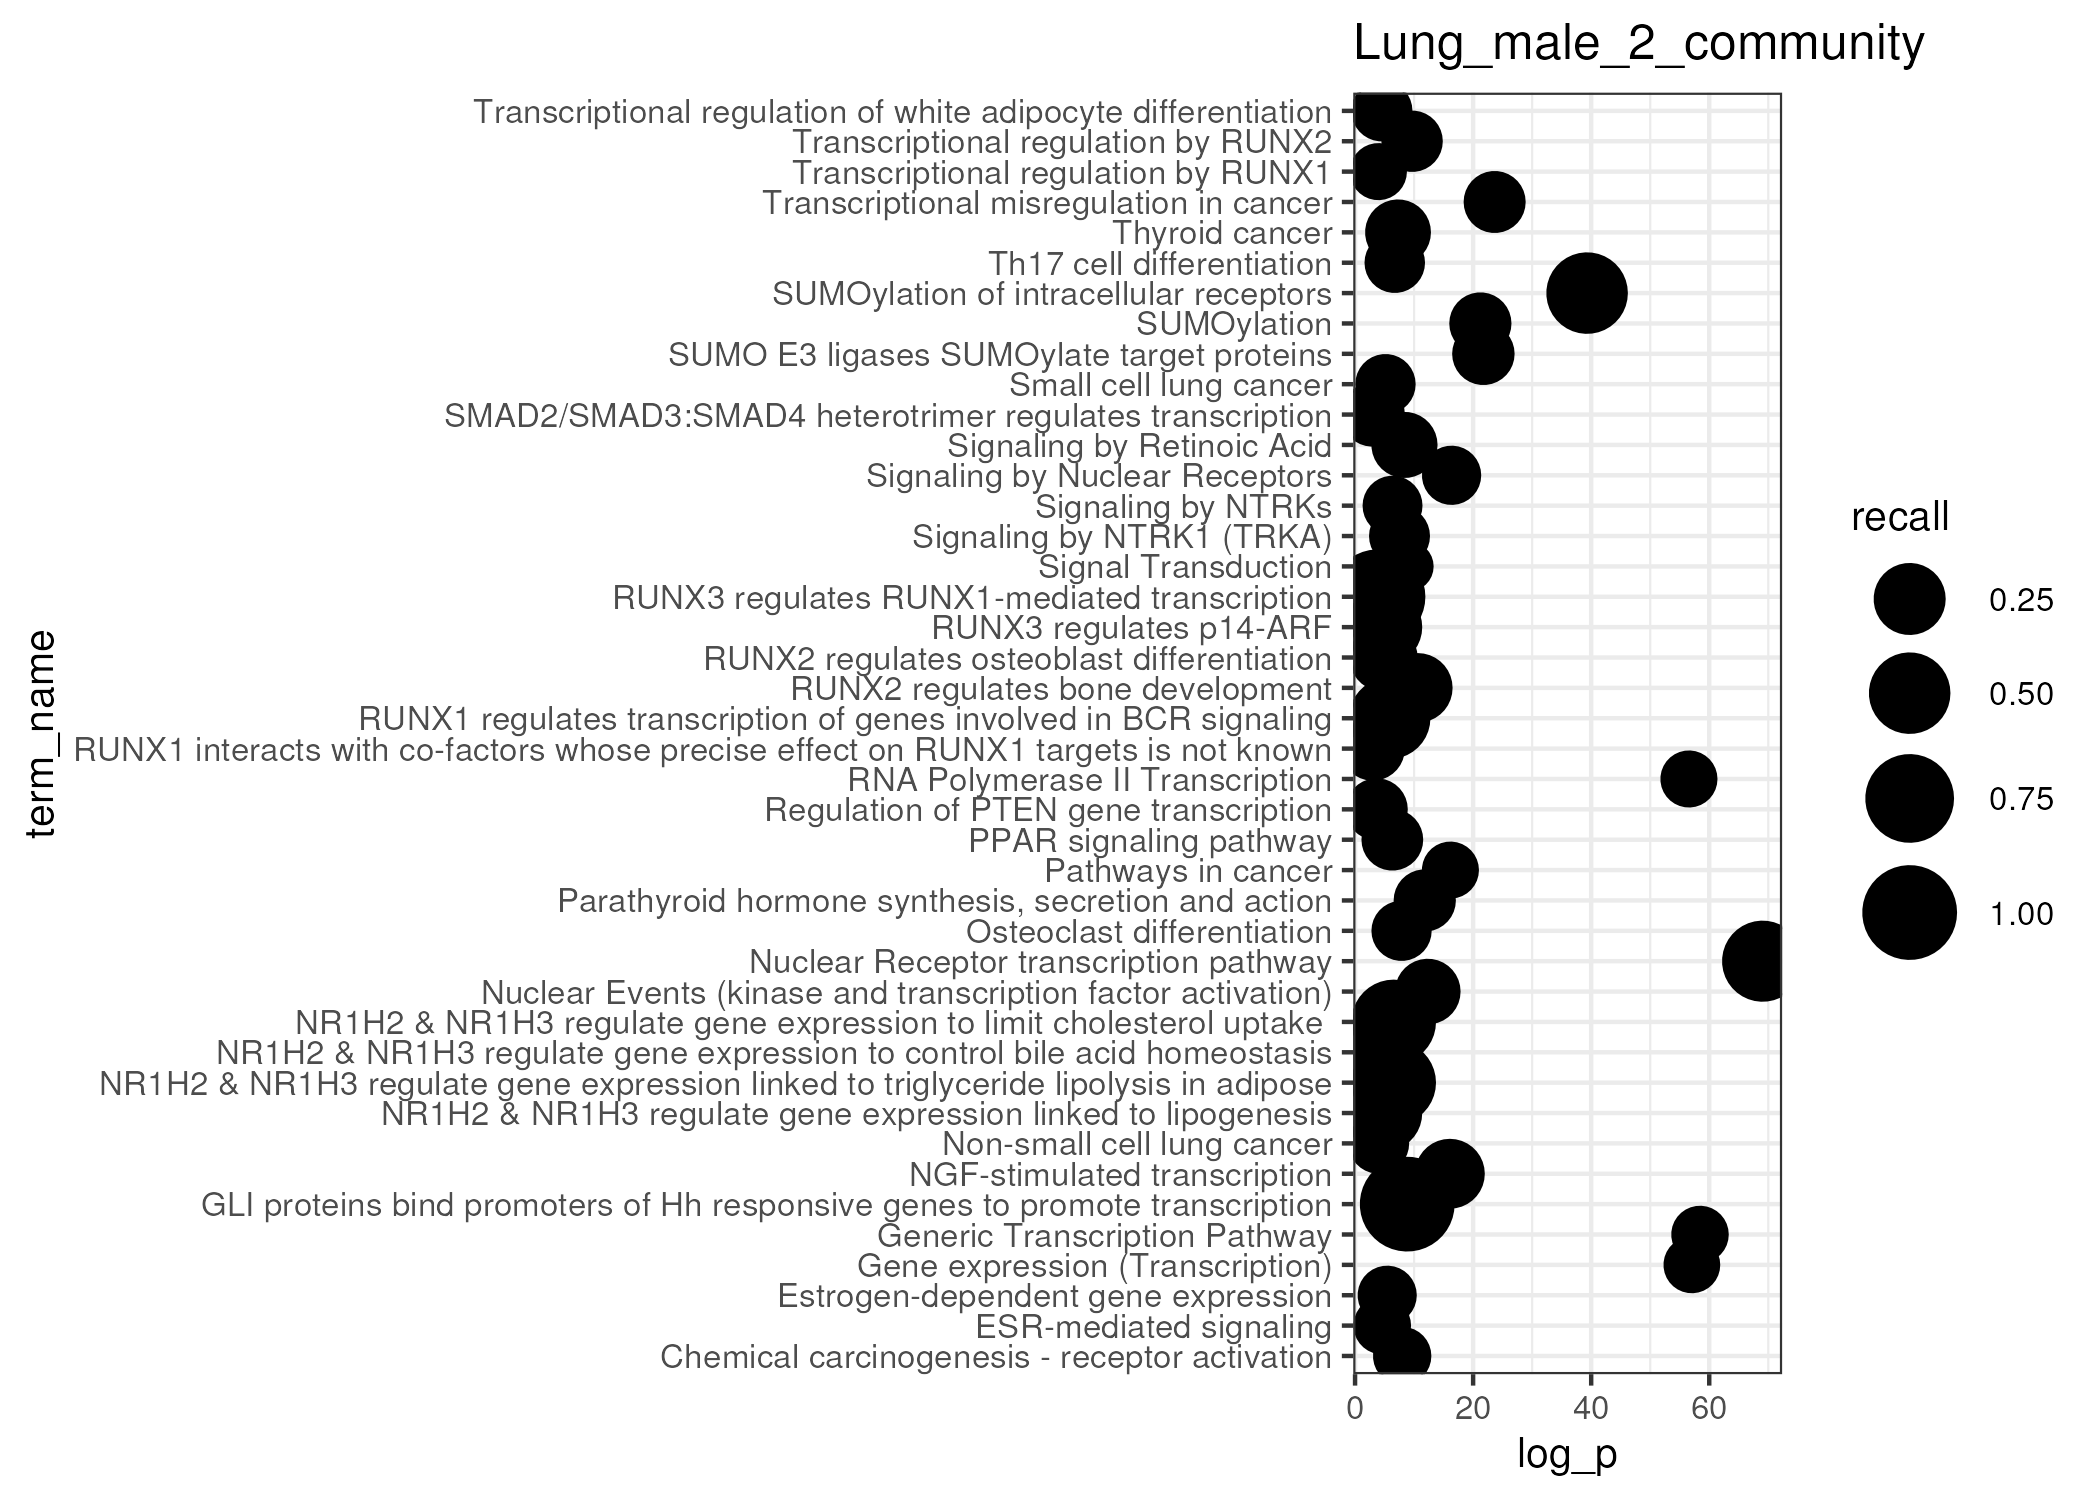 Lung_male_2_community
term_name
Transcriptional regulation of white adipocyte differentiation
Transcriptional regulation by RUNX2
Transcriptional regulation by RUNX1
Transcriptional misregulation in cancer
Thyroid cancer
Th17 cell differentiation
SUMOylation of intracellular receptors
SUMOylation
SUMO E3 ligases SUMOylate target proteins
Small cell lung cancer
SMAD2/SMAD3:SMAD4 heterotrimer regulates transcription
Signaling by Retinoic Acid
Signaling by Nuclear Receptors
Signaling by NTRKs
Signaling by NTRK1 (TRKA)
Signal Transduction
RUNX3 regulates RUNX1-mediated transcription
RUNX3 regulates p14-ARF
RUNX2 regulates osteoblast differentiation
RUNX2 regulates bone development
RUNX1 regulates transcription of genes involved in BCR signaling
RUNX1 interacts with co-factors whose precise effect on RUNX1 targets is not known
RNA Polymerase II Transcription
Regulation of PTEN gene transcription
PPAR signaling pathway
Pathways in cancer
Parathyroid hormone synthesis, secretion and action
Osteoclast differentiation
Nuclear Receptor transcription pathway
Nuclear Events (kinase and transcription factor activation)
NR1H2 & NR1H3 regulate gene expression to limit cholesterol uptake
NR1H2 & NR1H3 regulate gene expression to control bile acid homeostasis
NR1H2 & NR1H3 regulate gene expression linked to triglyceride lipolysis in adipose
NR1H2 & NR1H3 regulate gene expression linked to lipogenesis
Non-small cell lung cancer
NGF-stimulated transcription
GLI proteins bind promoters of Hh responsive genes to promote transcription
Generic Transcription Pathway
Gene expression (Transcription)
Estrogen-dependent gene expression
ESR-mediated signaling
Chemical carcinogenesis - receptor activation
0 20 40 60
log_p
recall
0.25
0.50
0.75
1.00